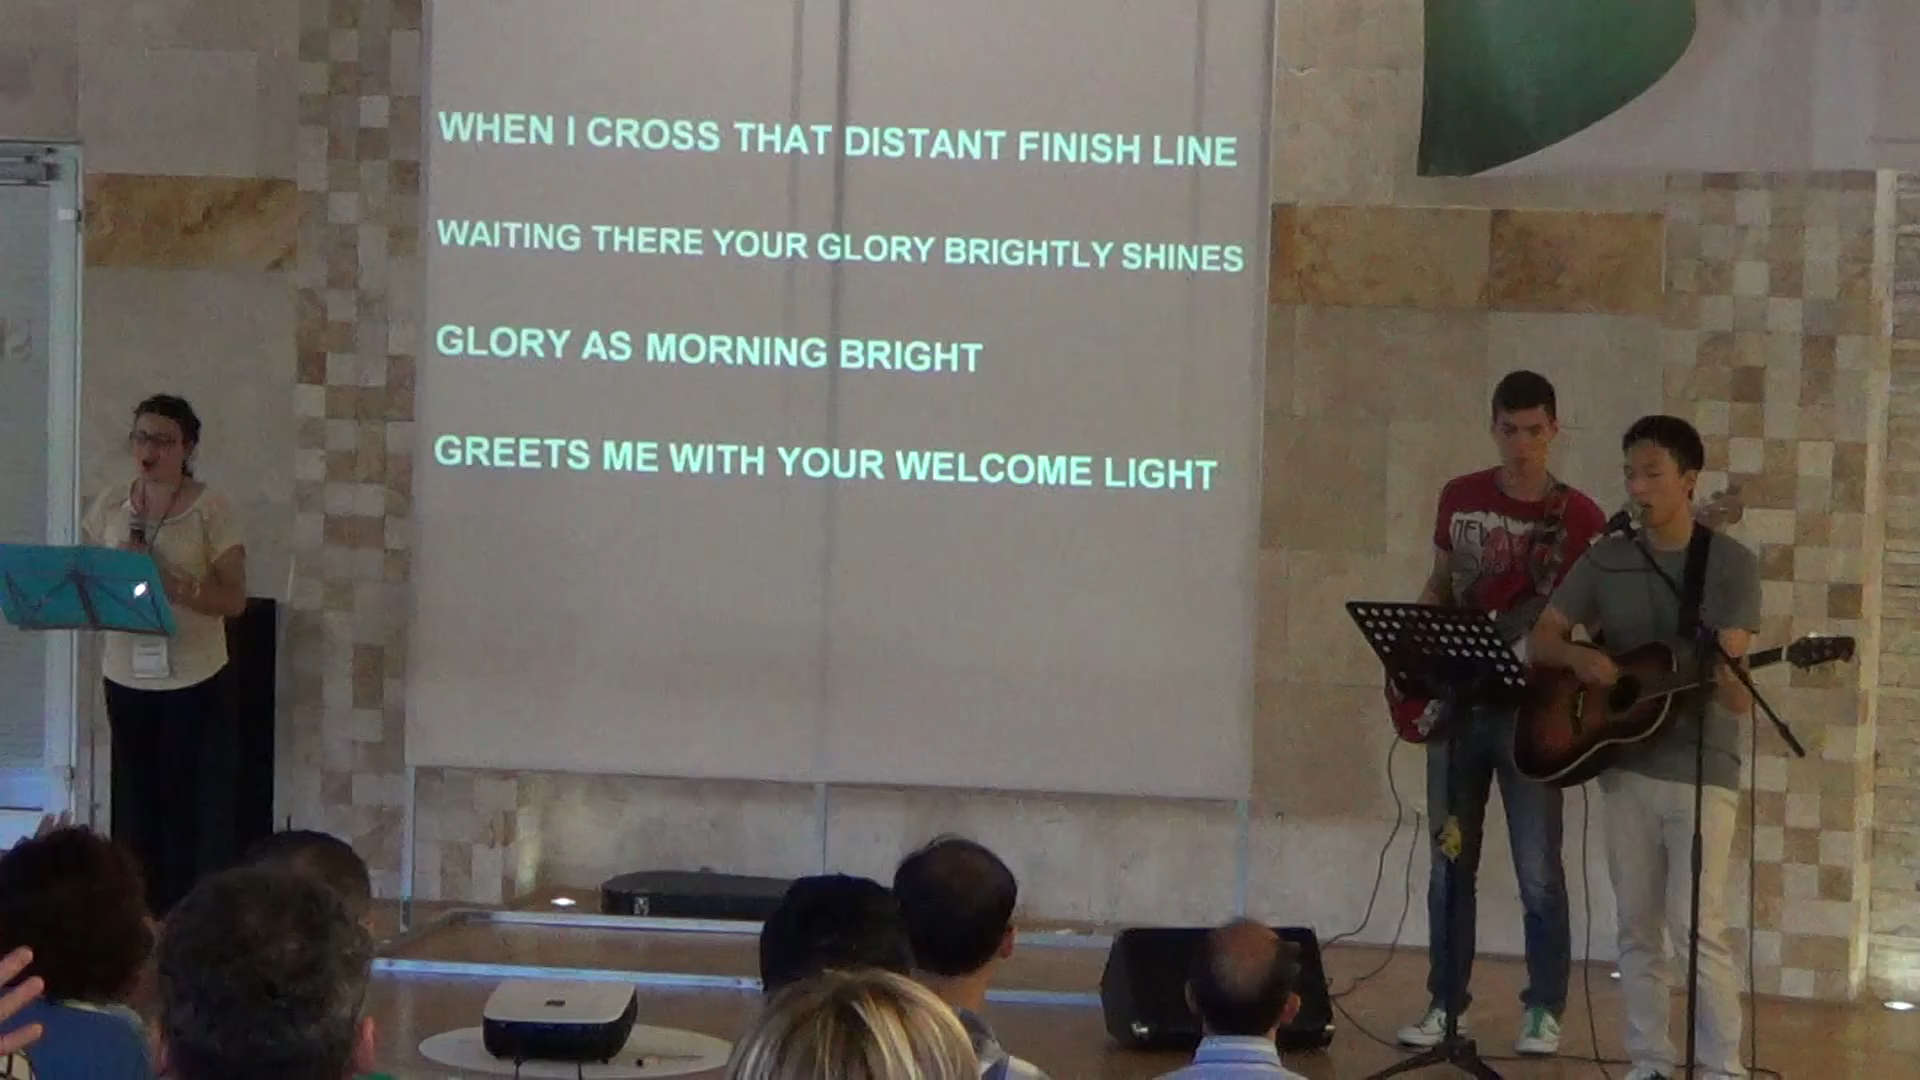 WHEN I CROSS THAT DISTANT FINISH LINE
WAITING THERE YOUR GLORY BRIGHTLY SHINES
GLORY AS MORNING BRIGHT
GREETS ME WITH YOUR WELCOME LIGHT